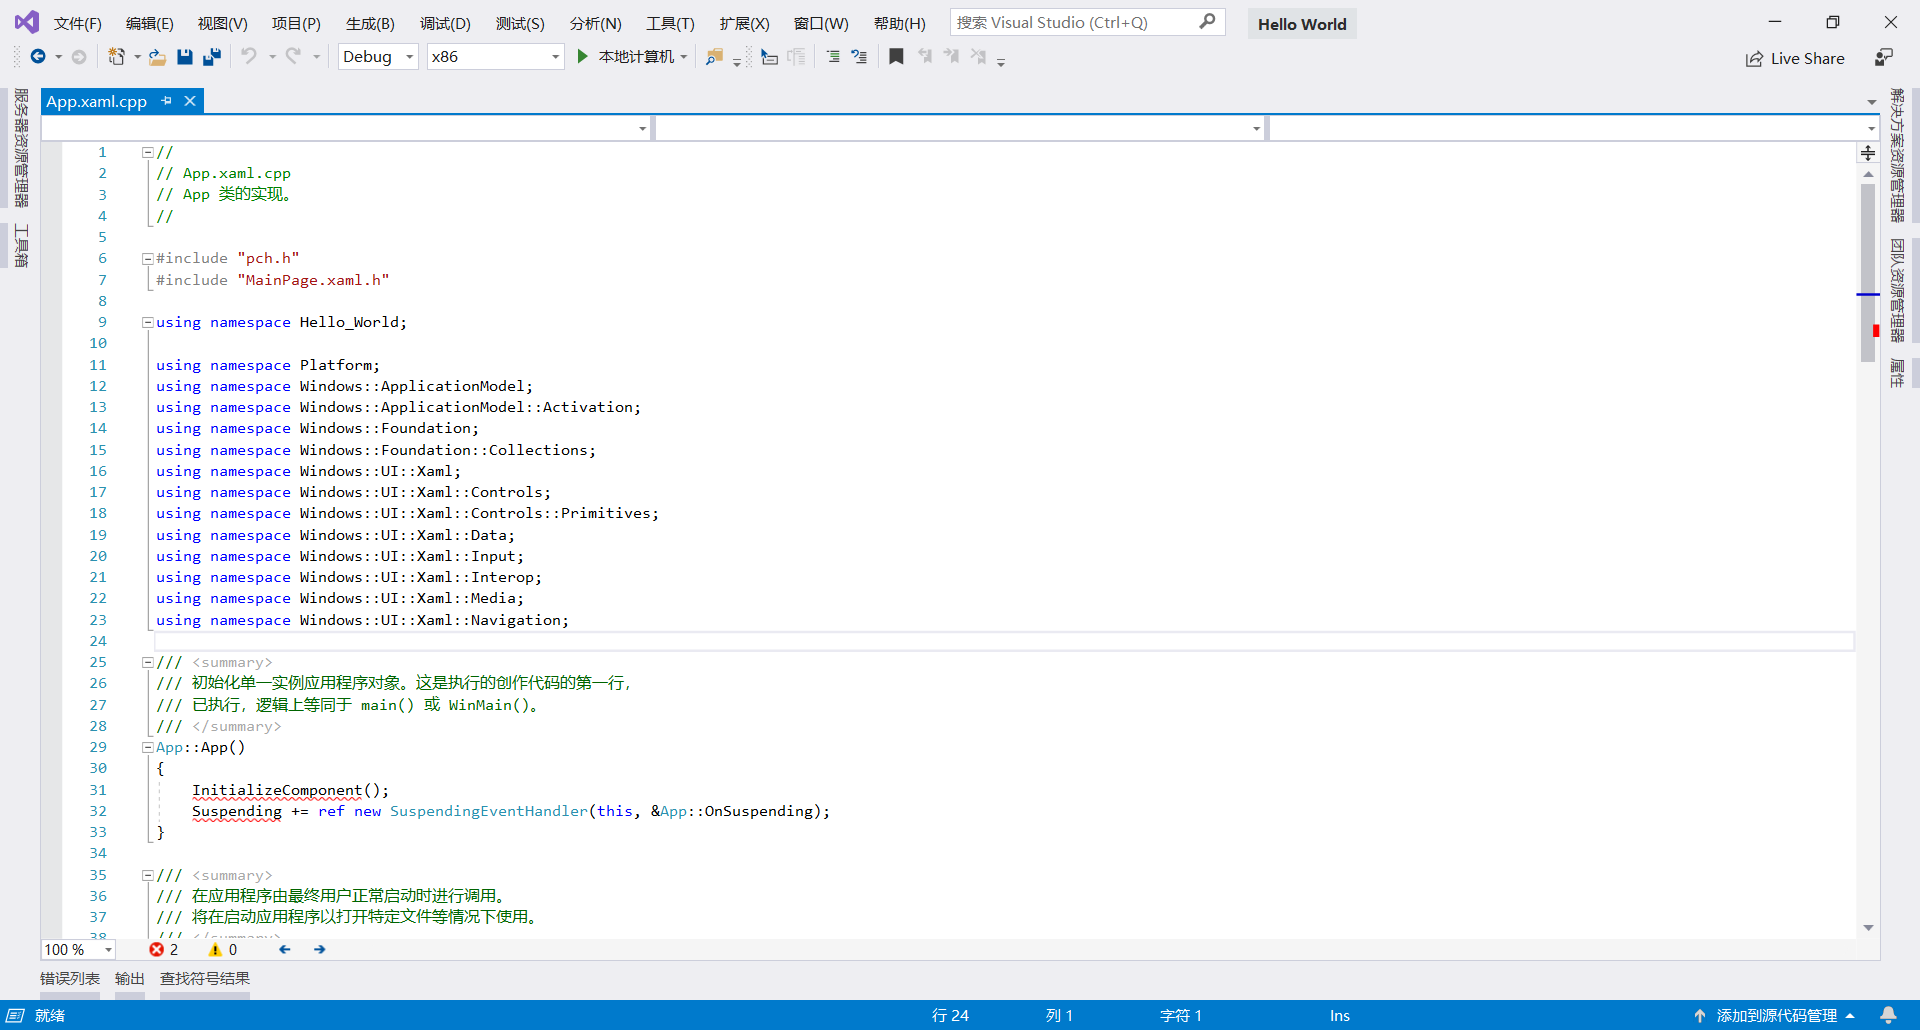 文件(F) 编辑(E) 视图(V) 项目(P) 生成(B) 调试(D) 测试(S) 分析(N) 工具(T) 扩展(X) 窗口(W) 帮助(H) 搜索 Visual Studio (Ctrl+Q) Hello World
Debug x86 本地计算机 Live Share
服务器资源管理器
工具箱
App.xaml.cpp
1 //
2 // App.xaml.cpp
3 // App 类的实现。
4 //
5
6 #include "pch.h"
7 #include "MainPage.xaml.h"
8
9 using namespace Hello_World;
10
11 using namespace Platform;
12 using namespace Windows::ApplicationModel;
13 using namespace Windows::ApplicationModel::Activation;
14 using namespace Windows::Foundation;
15 using namespace Windows::Foundation::Collections;
16 using namespace Windows::UI::Xaml;
17 using namespace Windows::UI::Xaml::Controls;
18 using namespace Windows::UI::Xaml::Controls::Primitives;
19 using namespace Windows::UI::Xaml::Data;
20 using namespace Windows::UI::Xaml::Input;
21 using namespace Windows::UI::Xaml::Interop;
22 using namespace Windows::UI::Xaml::Media;
23 using namespace Windows::UI::Xaml::Navigation;
24
25 /// <summary>
26 /// 初始化单一实例应用程序对象。这是执行的创作代码的第一行,
27 /// 已执行，逻辑上等同于 main() 或 WinMain()。
28 /// </summary>
29 App::App()
30 {
31 InitializeComponent();
32 Suspending += ref new SuspendingEventHandler(this, &App::OnSuspending);
33 }
34
35 /// <summary>
36 /// 在应用程序由最终用户正常启动时进行调用。
37 /// 将在启动应用程序以打开特定文件等情况下使用。
38 /// </summary>
解决方案资源管理器
团队资源管理器
属性
100 % 2 0
错误列表 输出 查找符号结果
就绪 行 24 列 1 字符 1 Ins 添加到源代码管理